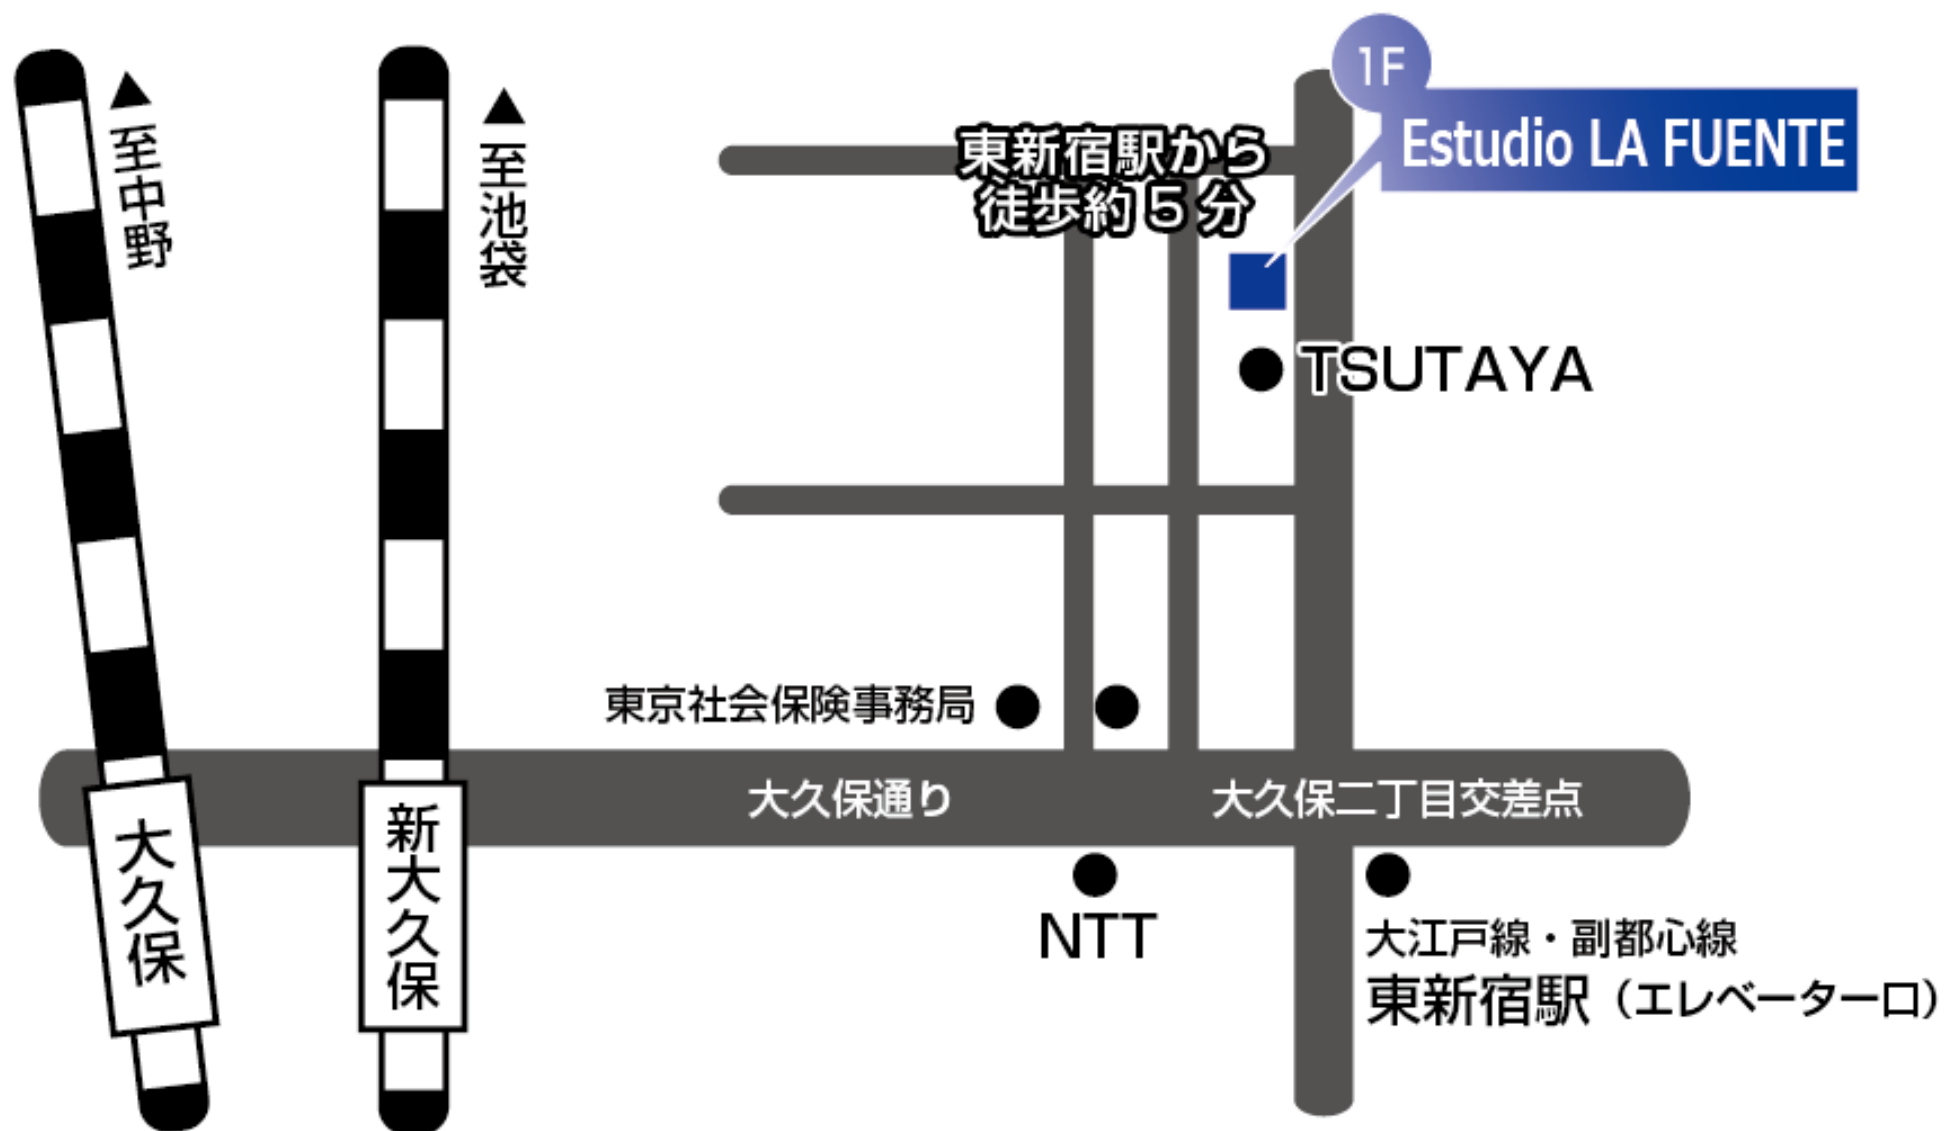 1F
Estudio LA FUENTE
▲至中野
▲至池袋
東新宿駅から
徒歩約5分
TSUTAYA
東京社会保険事務局
大久保通り
大久保二丁目交差点
大久保
新大久保
NTT
大江戸線・副都心線
東新宿駅（エレベーター口）